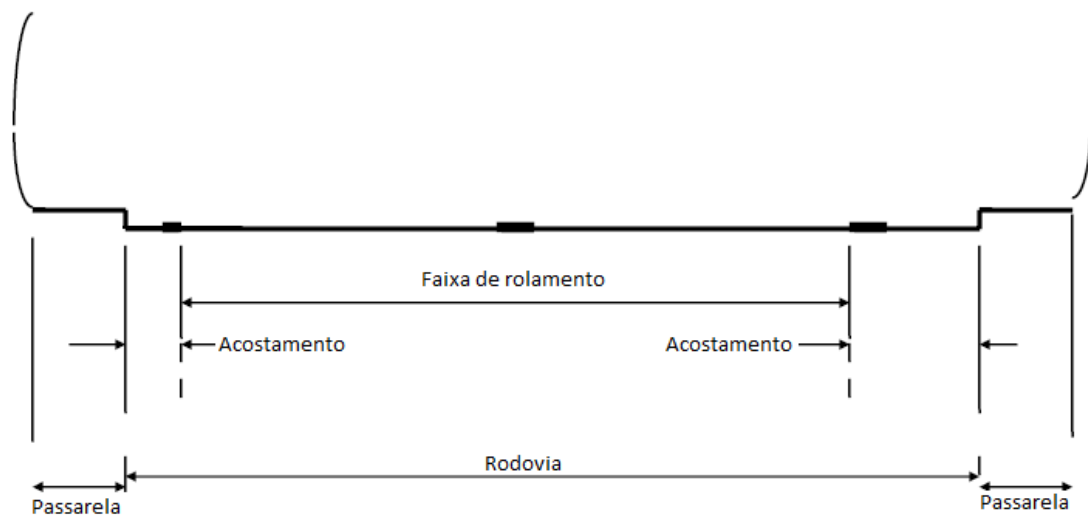 Faixa de rolamento
Acostamento
Acostamento
Rodovia
Passarela
Passarela